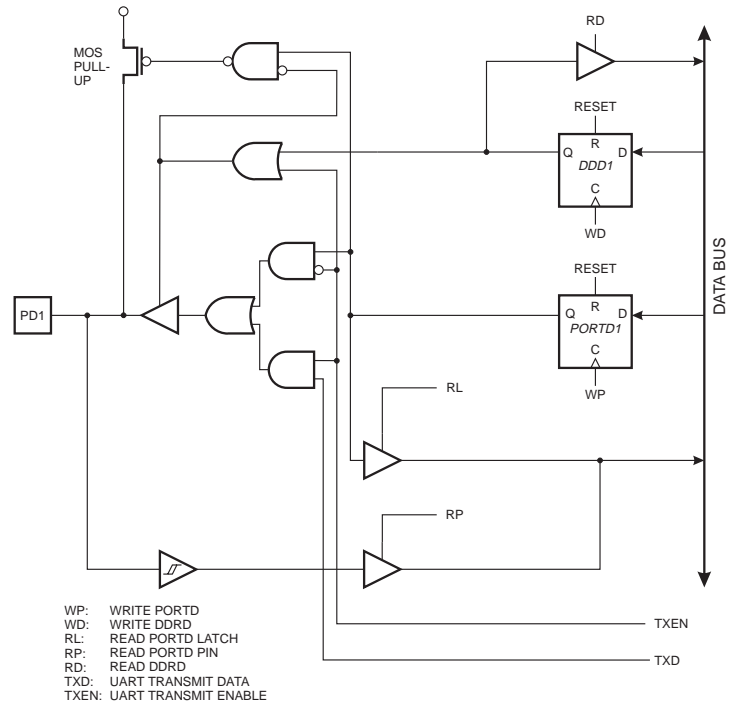 RD
MOS
PULL-
UP
RESET
R
Q
D
DDD1
C
WD
RESET
R
Q
D
PORTD1
C
WP
PD1
DATA BUS
RL
RP
WP: WRITE PORTD
WD: WRITE DDRD
RL: READ PORTD LATCH
RP: READ PORTD PIN
RD: READ DDRD
TXD: UART TRANSMIT DATA
TXEN: UART TRANSMIT ENABLE
TXEN
TXD